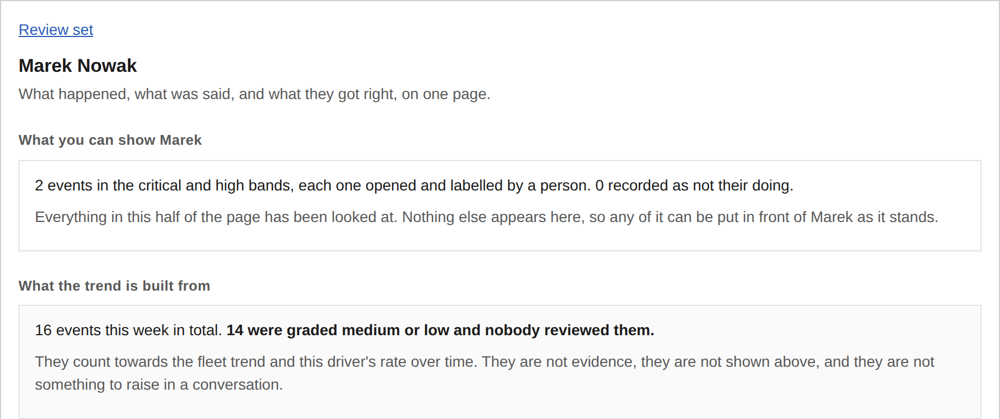 Review set
Marek Nowak
What happened, what was said, and what they got right, on one page.
What you can show Marek
2 events in the critical and high bands, each one opened and labelled by a person. 0 recorded as not their doing.
Everything in this half of the page has been looked at. Nothing else appears here, so any of it can be put in front of Marek as it stands.
What the trend is built from
16 events this week in total. 14 were graded medium or low and nobody reviewed them.
They count towards the fleet trend and this driver's rate over time. They are not evidence, they are not shown above, and they are not
something to raise in a conversation.